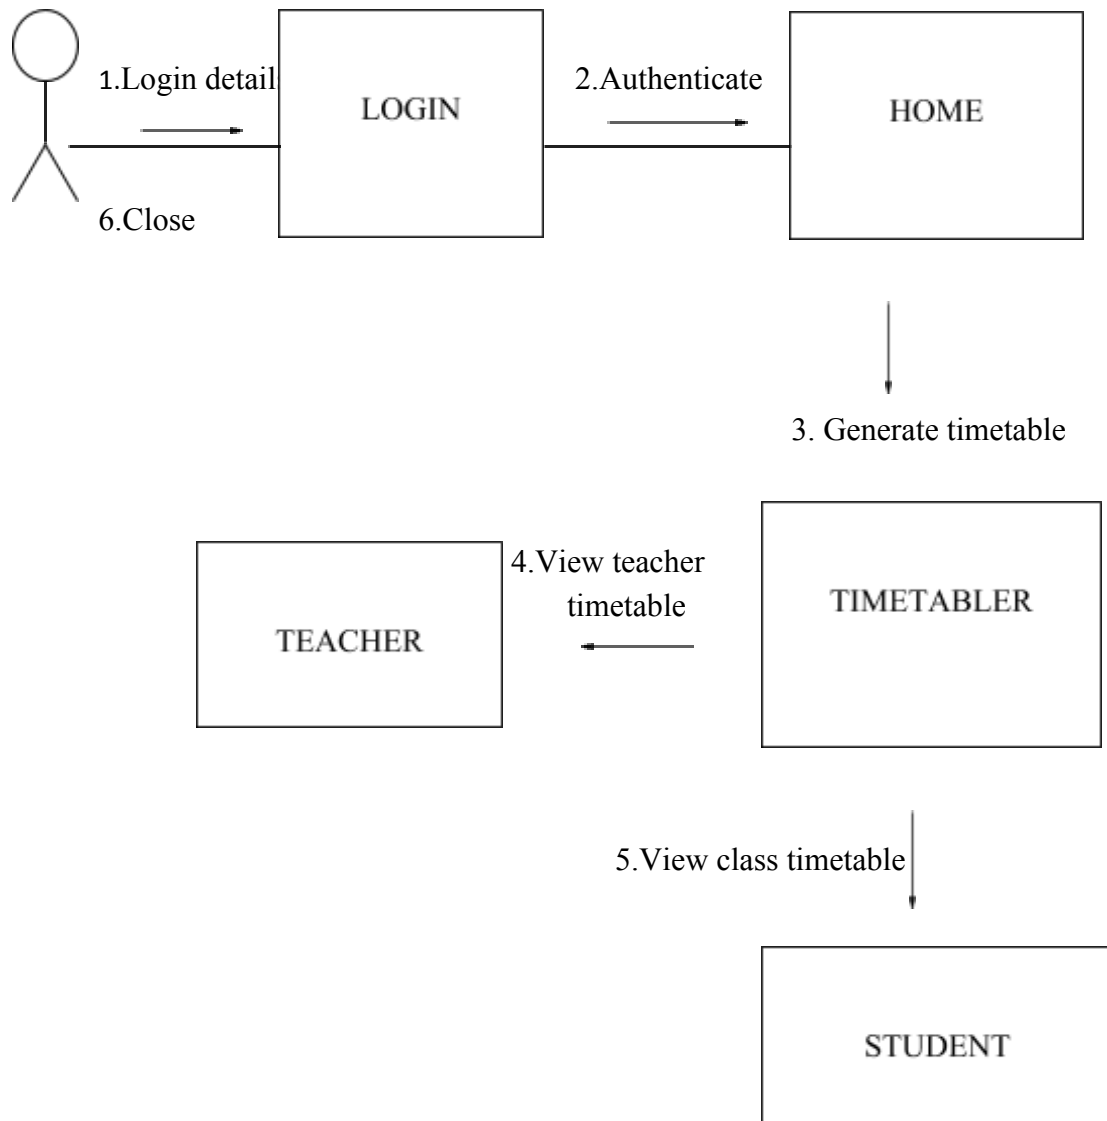 1.Login detail
2.Authenticate
LOGIN
HOME
6.Close
3. Generate timetable
4.View teacher
timetable
TIMETABLER
TEACHER
5.View class timetable
STUDENT